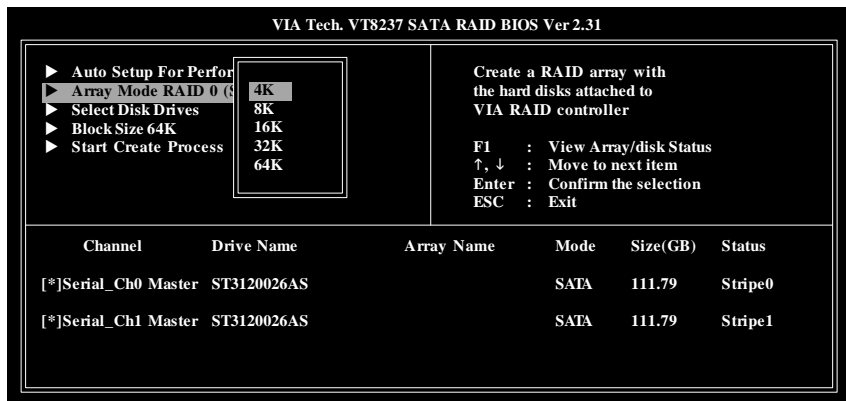 VIA Tech. VT8237 SATA RAID BIOS Ver 2.31
▶ Auto Setup For Perfor
▶ Array Mode RAID 0 (S
▶ Select Disk Drives
▶ Block Size 64K
▶ Start Create Process
4K
8K
16K
32K
64K
Create a RAID array with
the hard disks attached to
VIA RAID controller
F1 : View Array/disk Status
↑, ↓ : Move to next item
Enter : Confirm the selection
ESC : Exit
Channel Drive Name Array Name Mode Size(GB) Status
[*]Serial_Ch0 Master ST3120026AS SATA 111.79 Stripe0
[*]Serial_Ch1 Master ST3120026AS SATA 111.79 Stripe1